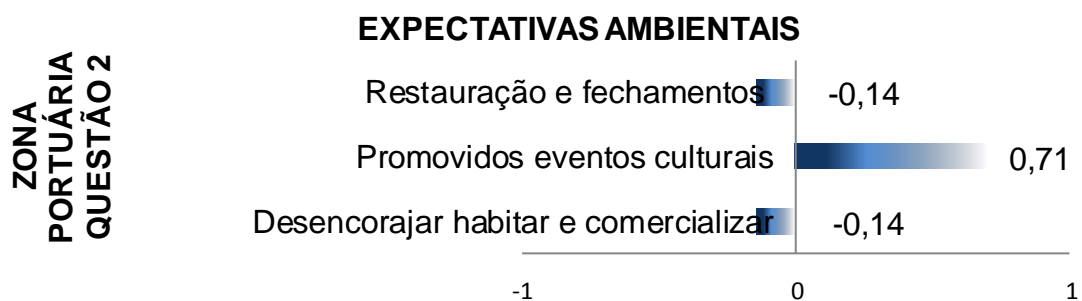 EXPECTATIVAS AMBIENTAIS
ZONA
PORTUÁRIA
QUESTÃO 2
Restauração e fechamentos -0,14
Promovidos eventos culturais 0,71
Desencorajar habitar e comercializar -0,14
-1 0 1